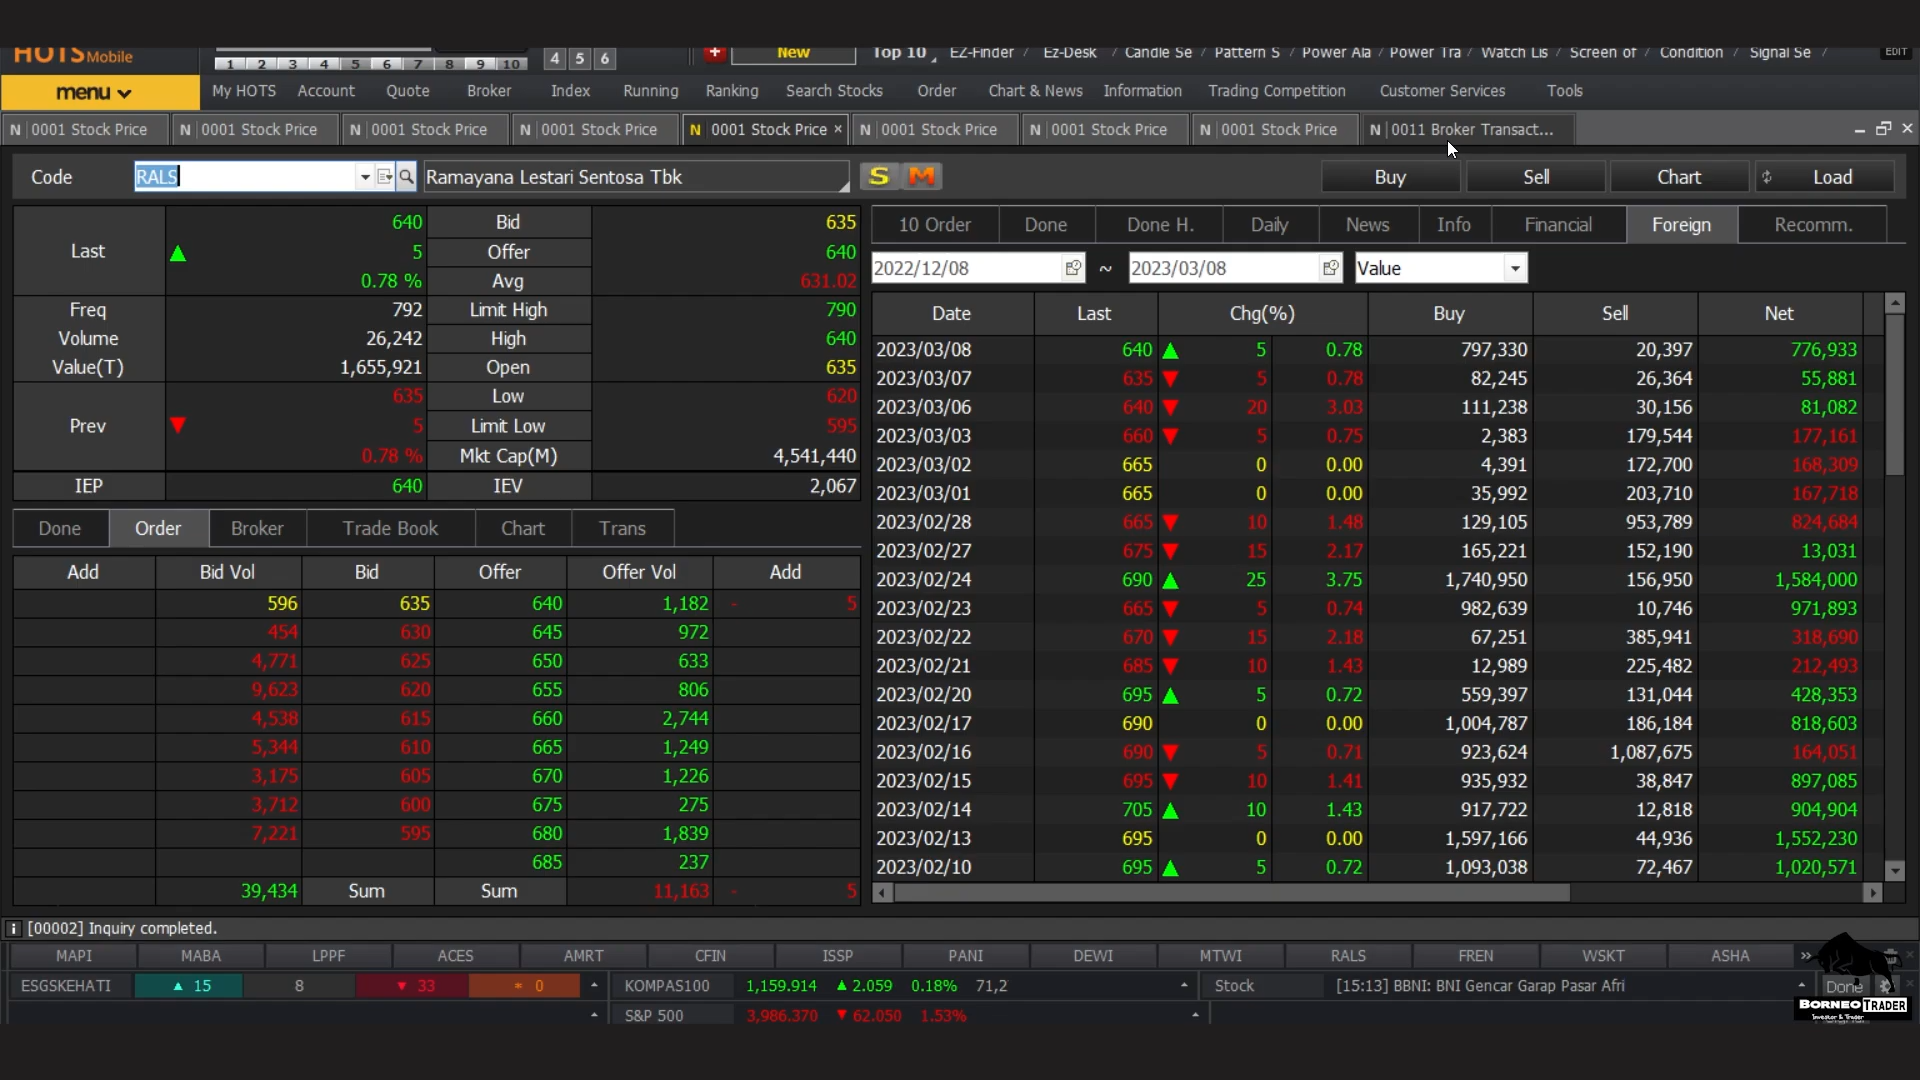 HOTS Mobile
1 2 3 4 5 6 7 8 9 10 4 5 6 New Top 10 EZ-Finder / Ez-Desk / Candle Se / Pattern S / Power Ala / Power Tra / Watch Lis / Screen of / Condition / Signal Se / EDIT
menu My HOTS Account Quote Broker Index Running Ranking Search Stocks Order Chart & News Information Trading Competition Customer Services Tools
N 0001 Stock Price N 0001 Stock Price N 0001 Stock Price N 0001 Stock Price N 0001 Stock Price × N 0001 Stock Price N 0001 Stock Price N 0001 Stock Price N 0011 Broker Transact...
Code RALS Ramayana Lestari Sentosa Tbk S M Buy Sell Chart Load
Last 640 Bid 635
▲ 5 Offer 640
0.78 % Avg 631.02
Freq 792 Limit High 790
Volume 26,242 High 640
Value(T) 1,655,921 Open 635
Prev 635 Low 620
▼ 5 Limit Low 595
0.78 % Mkt Cap(M) 4,541,440
IEP 640 IEV 2,067
Done Order Broker Trade Book Chart Trans
Add Bid Vol Bid Offer Offer Vol Add
596 635 640 1,182 - 5
454 630 645 972
4,771 625 650 633
9,623 620 655 806
4,538 615 660 2,744
5,344 610 665 1,249
3,175 605 670 1,226
3,712 600 675 275
7,221 595 680 1,839
685 237
39,434 Sum Sum 11,163 - 5
10 Order Done Done H. Daily News Info Financial Foreign Recomm.
2022/12/08 ~ 2023/03/08 Value
Date Last Chg(%) Buy Sell Net
2023/03/08 640 ▲ 5 0.78 797,330 20,397 776,933
2023/03/07 635 ▼ 5 0.78 82,245 26,364 55,881
2023/03/06 640 ▼ 20 3.03 111,238 30,156 81,082
2023/03/03 660 ▼ 5 0.75 2,383 179,544 177,161
2023/03/02 665 0 0.00 4,391 172,700 168,309
2023/03/01 665 0 0.00 35,992 203,710 167,718
2023/02/28 665 ▼ 10 1.48 129,105 953,789 824,684
2023/02/27 675 ▼ 15 2.17 165,221 152,190 13,031
2023/02/24 690 ▲ 25 3.75 1,740,950 156,950 1,584,000
2023/02/23 665 ▼ 5 0.74 982,639 10,746 971,893
2023/02/22 670 ▼ 15 2.18 67,251 385,941 318,690
2023/02/21 685 ▼ 10 1.43 12,989 225,482 212,493
2023/02/20 695 ▲ 5 0.72 559,397 131,044 428,353
2023/02/17 690 0 0.00 1,004,787 186,184 818,603
2023/02/16 690 ▼ 5 0.71 923,624 1,087,675 164,051
2023/02/15 695 ▼ 10 1.41 935,932 38,847 897,085
2023/02/14 705 ▲ 10 1.43 917,722 12,818 904,904
2023/02/13 695 0 0.00 1,597,166 44,936 1,552,230
2023/02/10 695 ▲ 5 0.72 1,093,038 72,467 1,020,571
i [00002] Inquiry completed.
MAPI MABA LPPF ACES AMRT CFIN ISSP PANI DEWI MTWI RALS FREN WSKT ASHA »
ESGSKEHATI ▲ 15 8 ▼ 33 * 0 KOMPAS100 1,159.914 ▲ 2.059 0.18% 71,2 Stock [15:13] BBNI: BNI Gencar Garap Pasar Afri Done
S&P 500 3,986.370 ▼ 62.050 1.53%
BORNEO TRADER
Investor & Trader